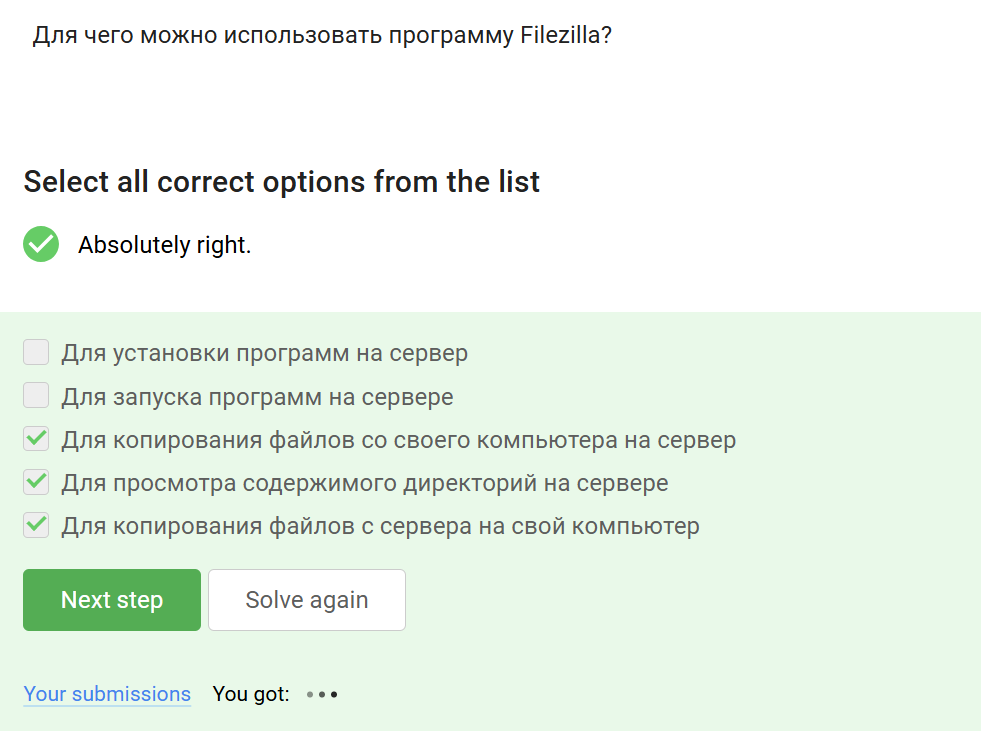 Для чего можно использовать программу Filezilla?
Select all correct options from the list
Absolutely right.
Для установки программ на сервер
Для запуска программ на сервере
Для копирования файлов со своего компьютера на сервер
Для просмотра содержимого директорий на сервере
Для копирования файлов с сервера на свой компьютер
Next step Solve again
Your submissions You got: